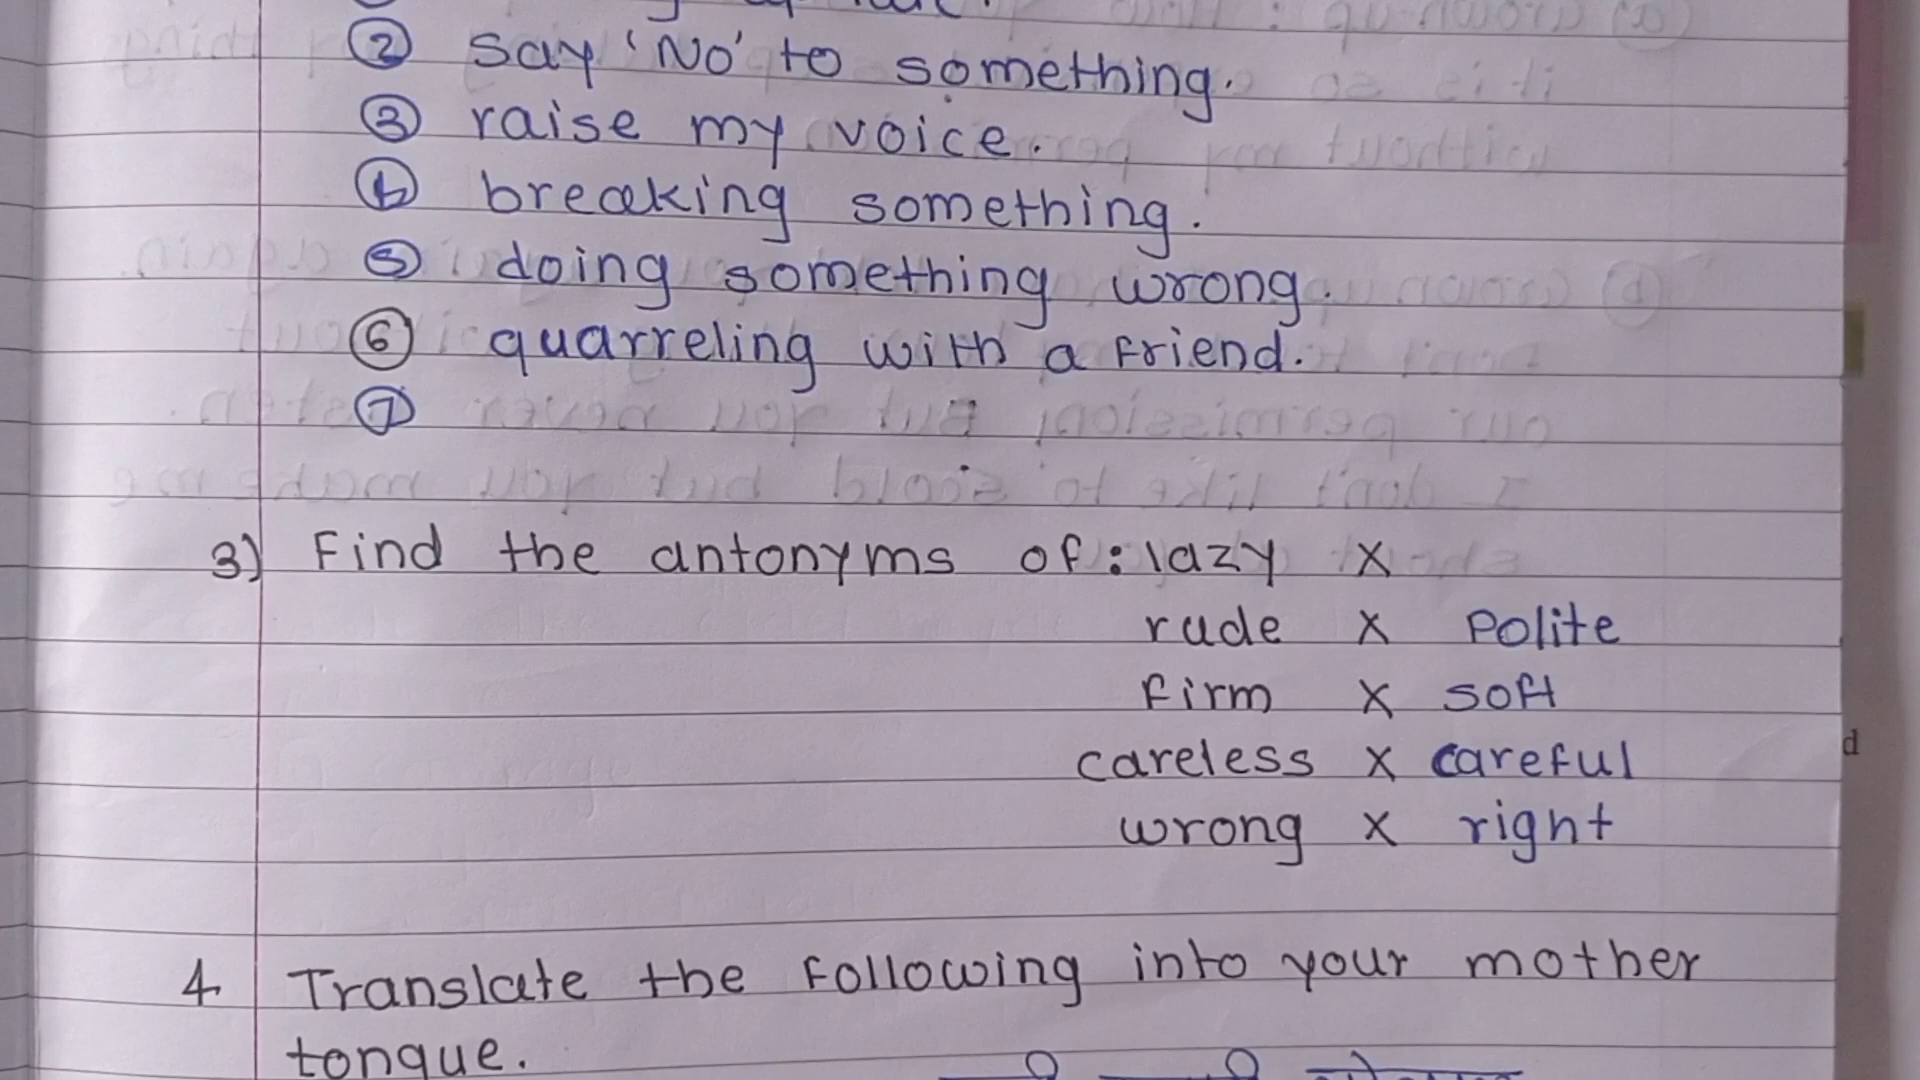 ② say 'No' to something.
③ raise my voice.
④ breaking something.
⑤ doing something wrong.
⑥ quarreling with a friend.
⑦
3) Find the antonyms of: lazy x
rude x Polite
firm x soft
careless x careful
wrong x right
4 Translate the following into your mother
tongue.
d